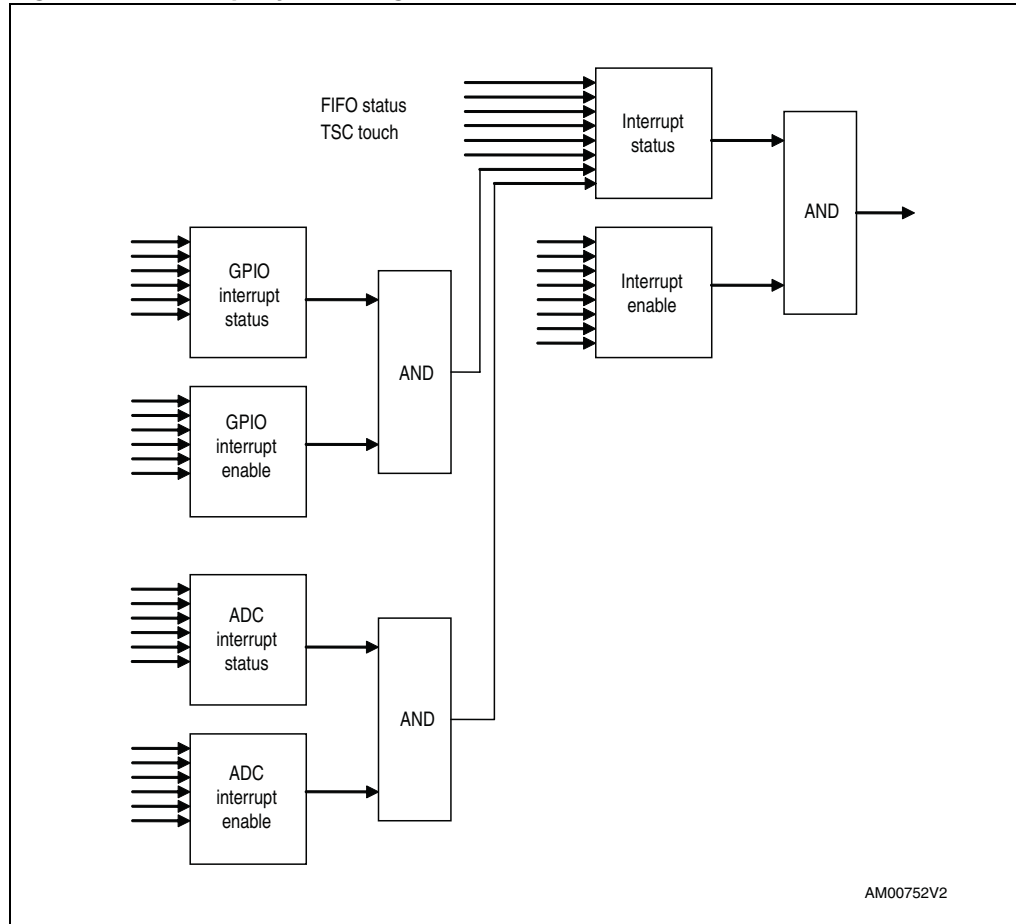 FIFO status
TSC touch
Interrupt
status
AND
GPIO
interrupt
status
Interrupt
enable
AND
GPIO
interrupt
enable
ADC
interrupt
status
AND
ADC
interrupt
enable
AM00752V2